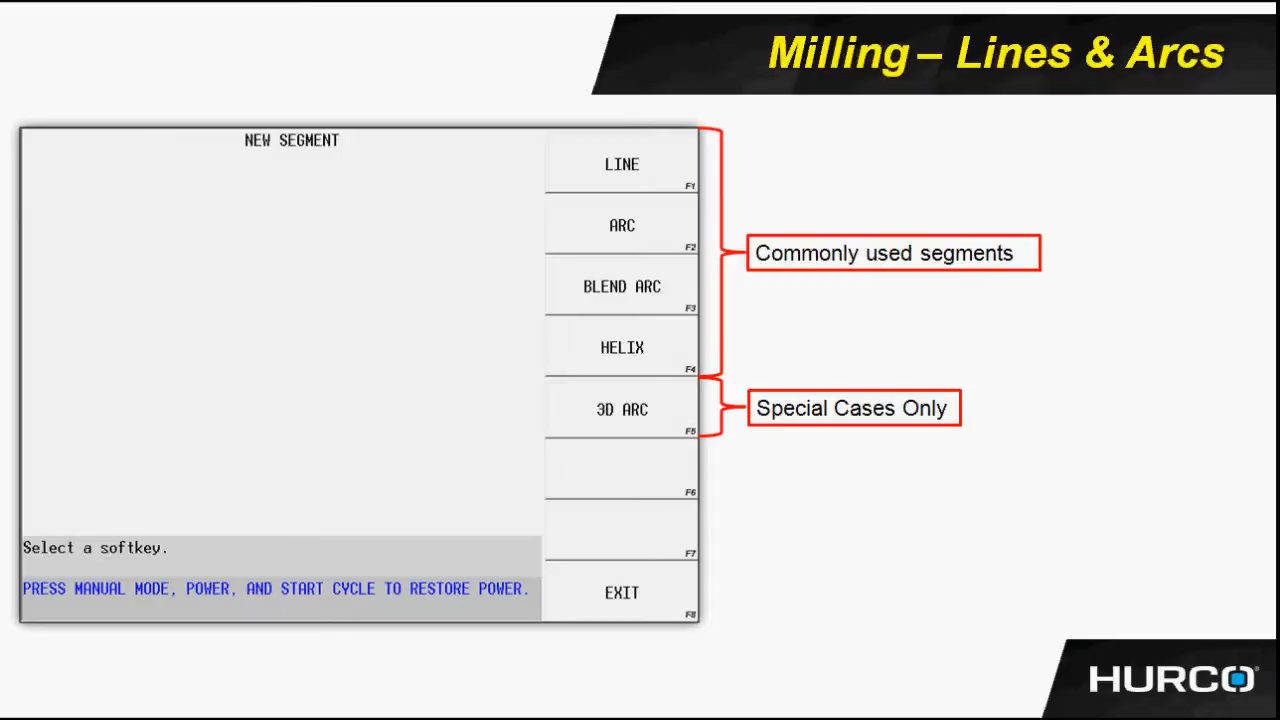 Milling – Lines & Arcs
NEW SEGMENT
LINE
F1
ARC
F2
BLEND ARC
F3
HELIX
F4
3D ARC
F5
F6
F7
EXIT
F8
Commonly used segments
Special Cases Only
Select a softkey.
PRESS MANUAL MODE, POWER, AND START CYCLE TO RESTORE POWER.
HURCO